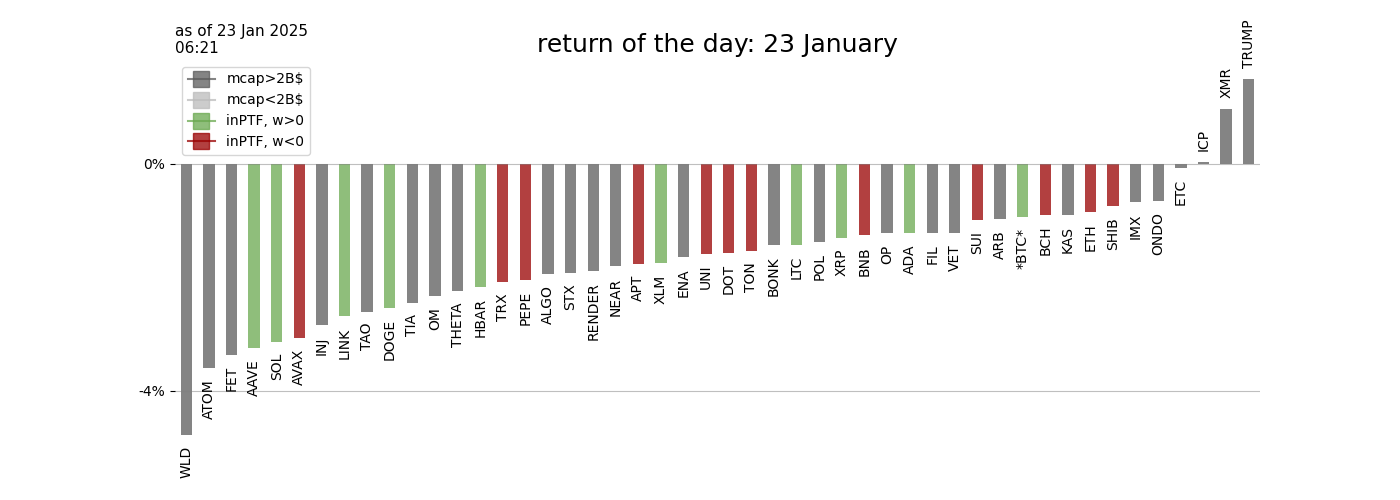 as of 23 Jan 2025
06:21
return of the day: 23 January
mcap>2B$
mcap<2B$
inPTF, w>0
inPTF, w<0
0%
-4%
WLD
ATOM
FET
AAVE
SOL
AVAX
INJ
LINK
TAO
DOGE
TIA
OM
THETA
HBAR
TRX
PEPE
ALGO
STX
RENDER
NEAR
APT
XLM
ENA
UNI
DOT
TON
BONK
LTC
POL
XRP
BNB
OP
ADA
FIL
VET
SUI
ARB
*BTC*
BCH
KAS
ETH
SHIB
IMX
ONDO
ETC
ICP
XMR
TRUMP